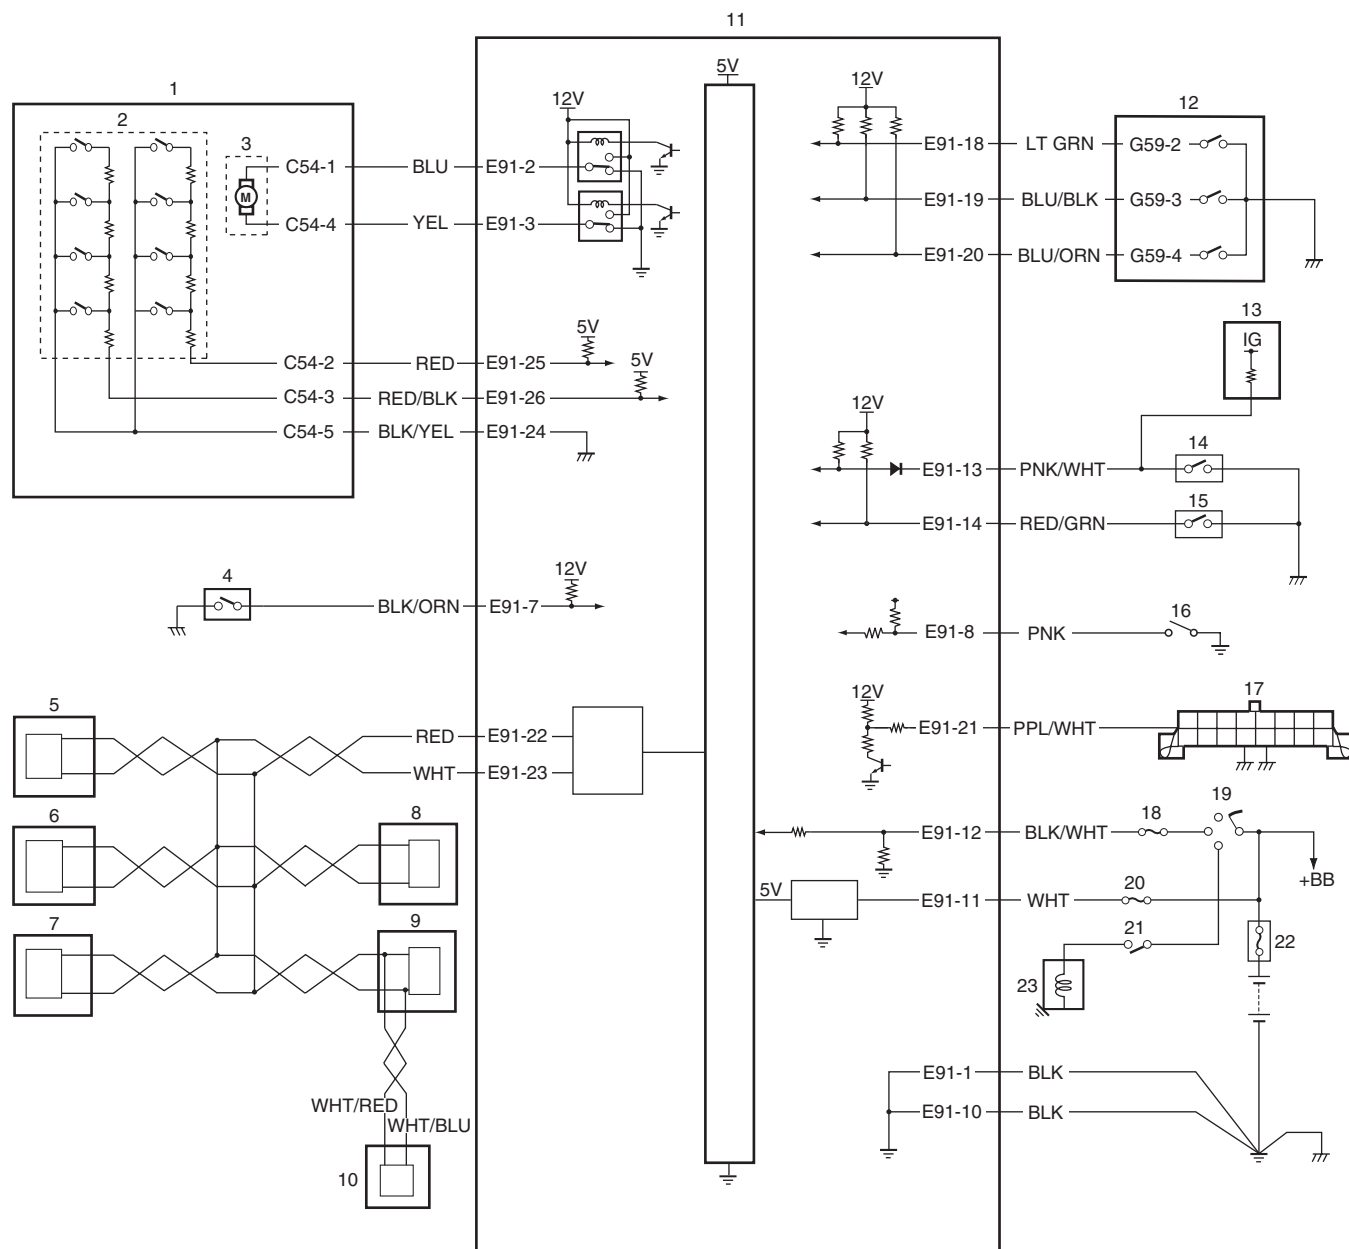 11
5V
12V
1
2
3
12V
12
C54-1 BLU E91-2
E91-18 LT GRN G59-2
M
C54-4 YEL E91-3
E91-19 BLU/BLK G59-3
E91-20 BLU/ORN G59-4
5V
13
IG
C54-2 RED E91-25
5V
C54-3 RED/BLK E91-26
12V
C54-5 BLK/YEL E91-24
14
E91-13 PNK/WHT
15
E91-14 RED/GRN
4
12V
BLK/ORN E91-7
16
E91-8 PNK
5
17
12V
RED E91-22
E91-21 PPL/WHT
WHT E91-23
6
8
18
19
E91-12 BLK/WHT
+BB
5V
20
E91-11 WHT
7
9
21
22
23
E91-1 BLK
WHT/RED
E91-10 BLK
WHT/BLU
10